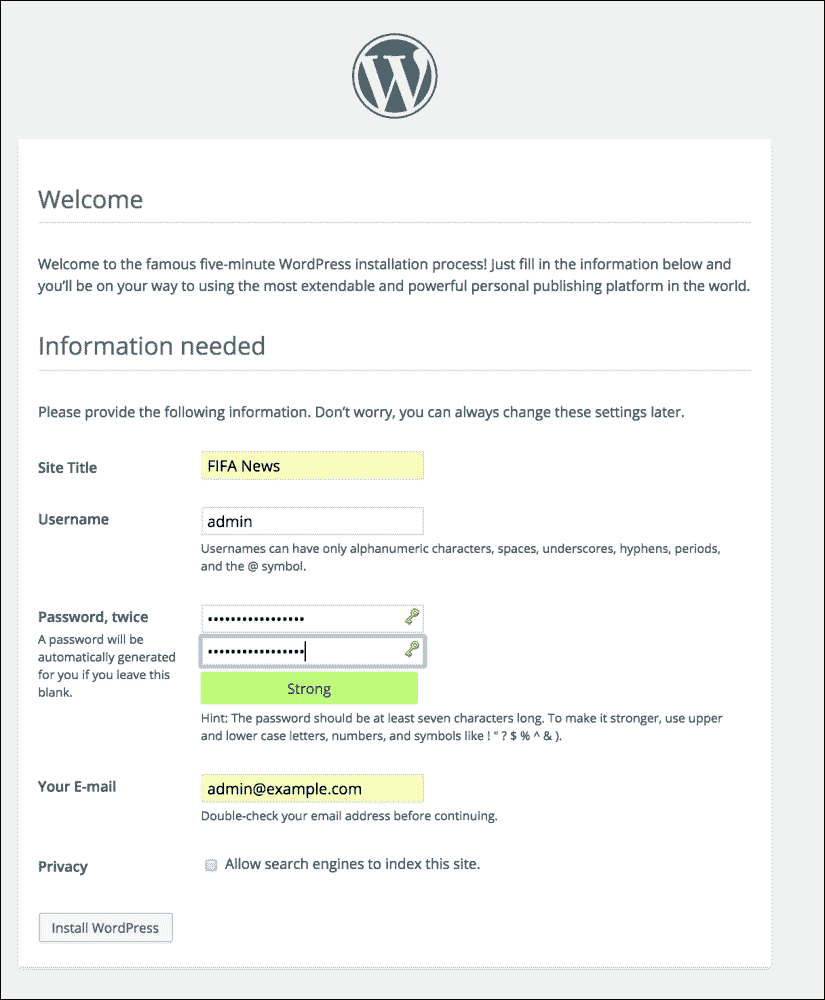 Welcome
Welcome to the famous five-minute WordPress installation process! Just fill in the information below and
you’ll be on your way to using the most extendable and powerful personal publishing platform in the world.
Information needed
Please provide the following information. Don’t worry, you can always change these settings later.
Site Title
FIFA News
Username
admin
Usernames can have only alphanumeric characters, spaces, underscores, hyphens, periods,
and the @ symbol.
Password, twice
A password will be
automatically generated
for you if you leave this
blank.
•••••••••••••••••
•••••••••••••••••
Strong
Hint: The password should be at least seven characters long. To make it stronger, use upper
and lower case letters, numbers, and symbols like ! " ? $ % ^ & ).
Your E-mail
admin@example.com
Double-check your email address before continuing.
Privacy
Allow search engines to index this site.
Install WordPress